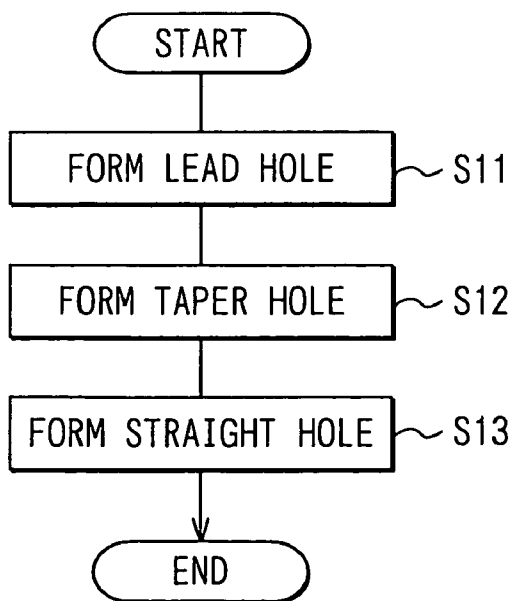 START
FORM LEAD HOLE
S11
FORM TAPER HOLE
S12
FORM STRAIGHT HOLE
S13
END